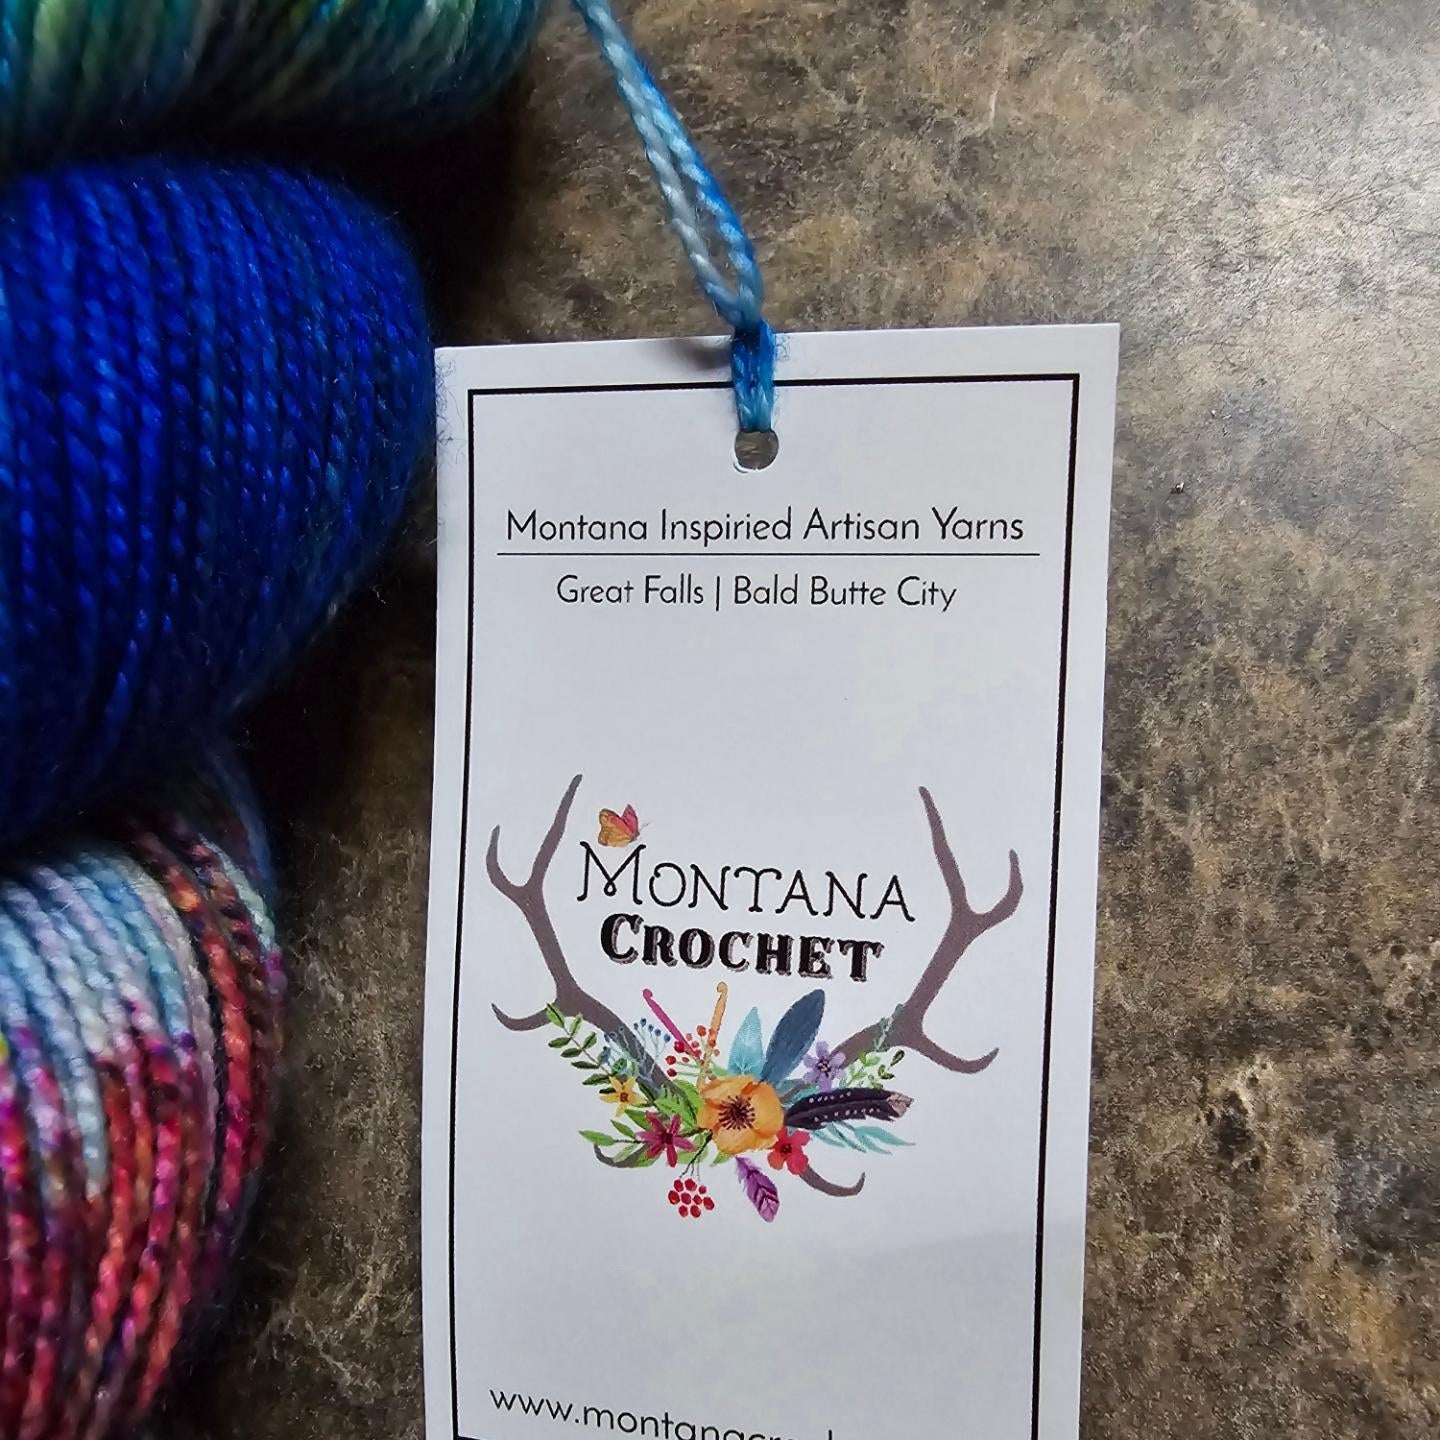 Montana Inspiried Artisan Yarns
Great Falls | Bald Butte City
MONTANA
CROCHET